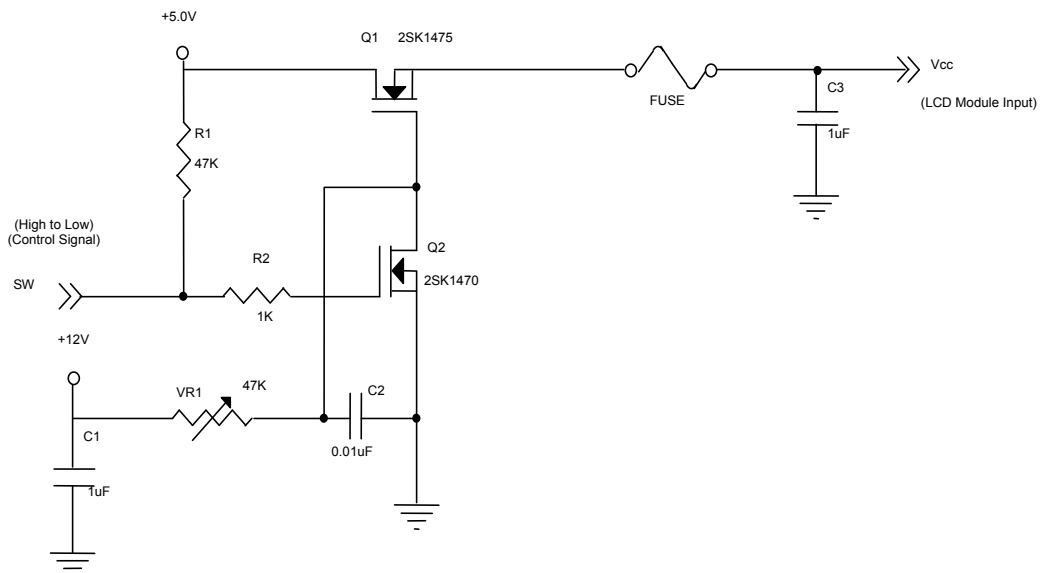 +5.0V
Q1 2SK1475
Vcc
FUSE
C3
(LCD Module Input)
1uF
R1
47K
(High to Low)
(Control Signal)
SW
R2
1K
Q2
2SK1470
+12V
VR1
47K
C2
0.01uF
C1
1uF